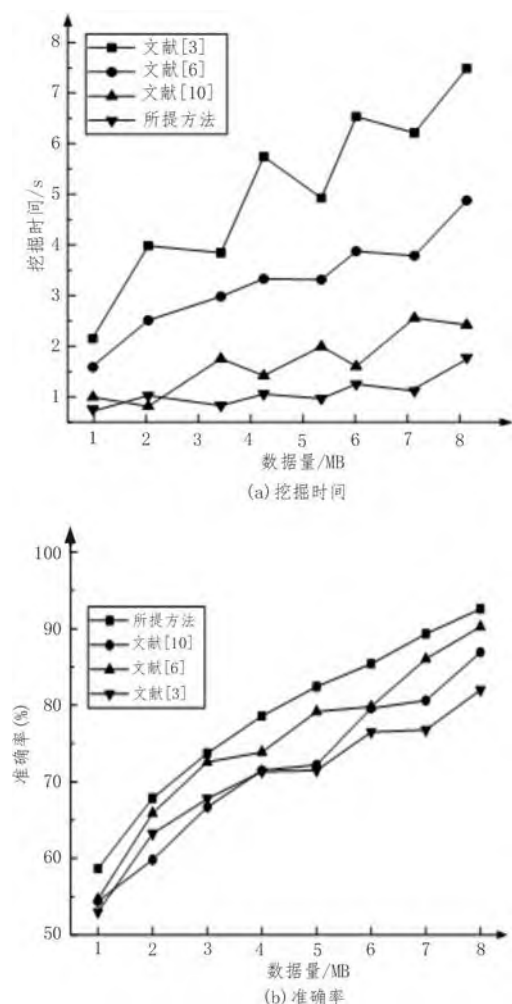 8
7
6
5
4
3
2
1
挖掘时间/s
文献[3]
文献[6]
文献[10]
所提方法
1 2 3 4 5 6 7 8
数据量/MB
(a)挖掘时间
100
90
80
70
60
50
准确率(%)
所提方法
文献[10]
文献[6]
文献[3]
1 2 3 4 5 6 7 8
数据量/MB
(b)准确率